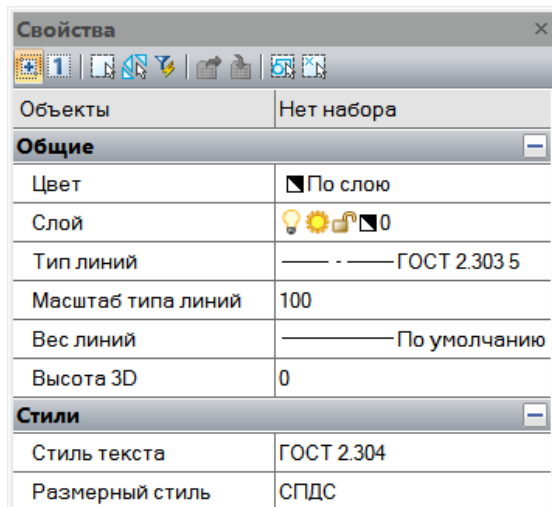 Свойства
1
Объекты Нет набора
Общие
Цвет По слою
Слой 0
Тип линий ГОСТ 2.303 5
Масштаб типа линий 100
Вес линий По умолчанию
Высота 3D 0
Стили
Стиль текста ГОСТ 2.304
Размерный стиль СПДС